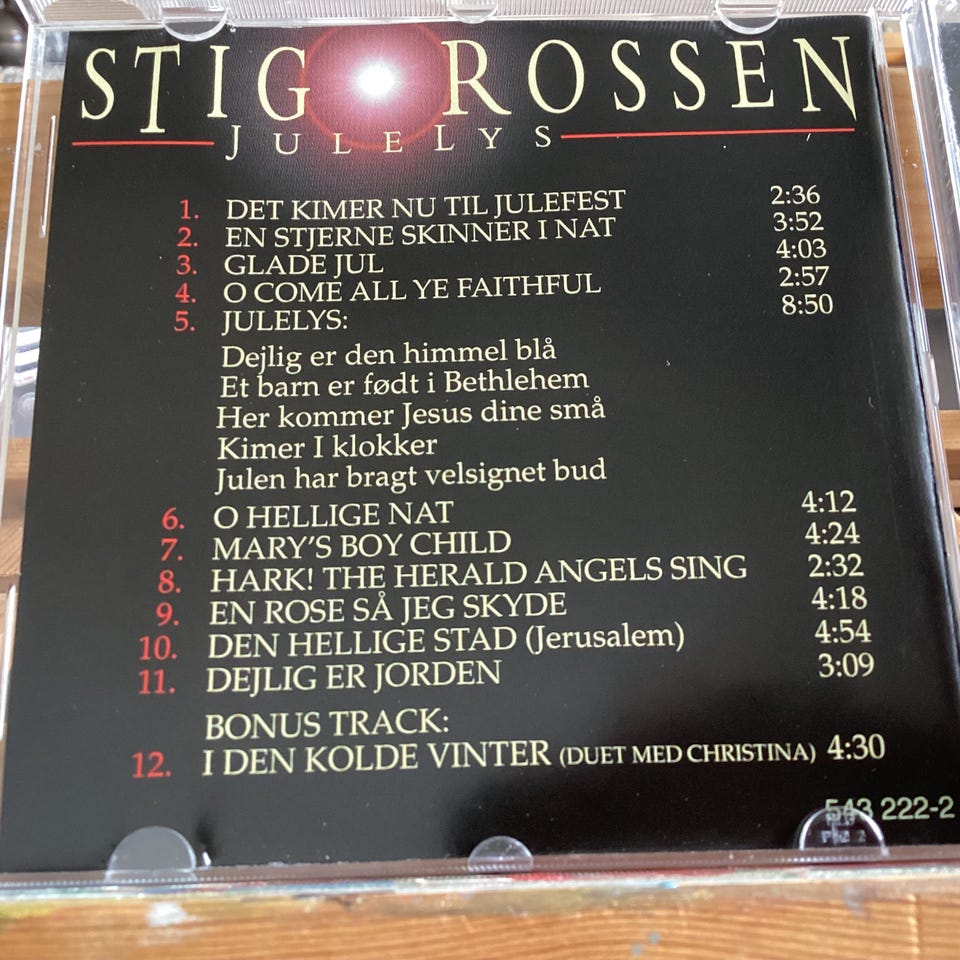 STIG ROSSEN
JULELYS
1. DET KIMER NU TIL JULEFEST 2:36
2. EN STJERNE SKINNER I NAT 3:52
3. GLADE JUL 4:03
4. O COME ALL YE FAITHFUL 2:57
5. JULELYS: 8:50
Dejlig er den himmel blå
Et barn er født i Bethlehem
Her kommer Jesus dine små
Kimer I klokker
Julen har bragt velsignet bud
6. O HELLIGE NAT 4:12
7. MARY'S BOY CHILD 4:24
8. HARK! THE HERALD ANGELS SING 2:32
9. EN ROSE SÅ JEG SKYDE 4:18
10. DEN HELLIGE STAD (Jerusalem) 4:54
11. DEJLIG ER JORDEN 3:09
BONUS TRACK:
12. I DEN KOLDE VINTER (DUET MED CHRISTINA) 4:30
543 222-2